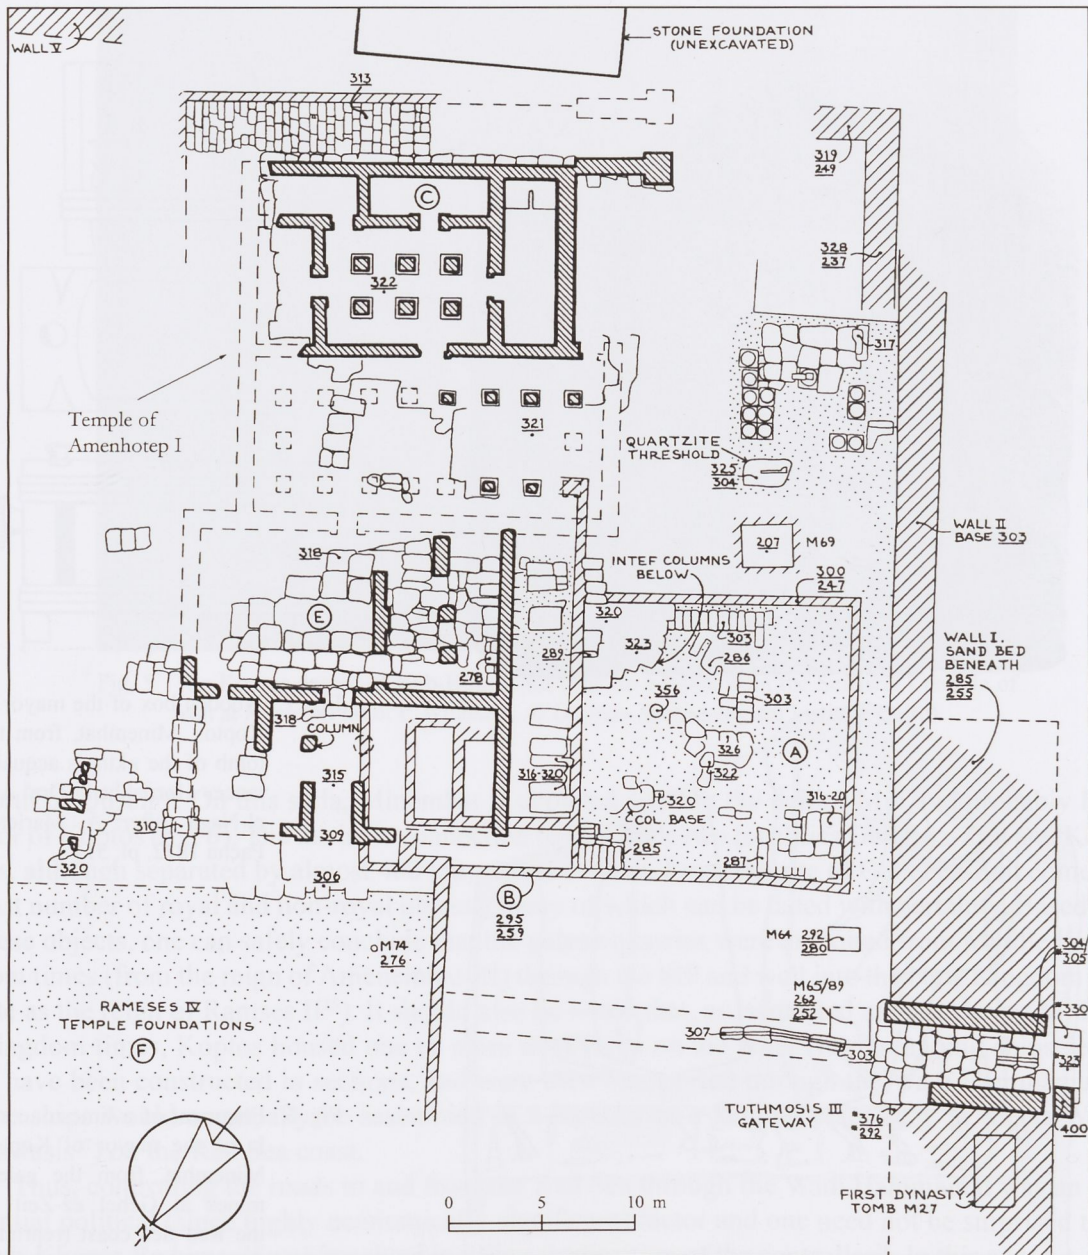 WALL V
STONE FOUNDATION
(UNEXCAVATED)
313
319
249
C
328
237
322
317
Temple of
Amenhotep I
321
QUARTZITE
THRESHOLD
325
304
WALL II
BASE 303
207
M69
318
INTEF COLUMNS
BELOW
300
247
E
320
323
303
WALL I.
SAND BED
BENEATH
285
255
289
286
278
356
303
318
COLUMN
326
A
322
315
316-320
320
COL. BASE
316-20
310
309
285
287
320
306
B
295
259
M64 292
280
304
305
M74
276
M65/89
262
252
330
RAMESES IV
TEMPLE FOUNDATIONS
307
303
323
F
TUTHMOSIS III
GATEWAY
376
292
400
FIRST DYNASTY
TOMB M27
N
0 5 10 m